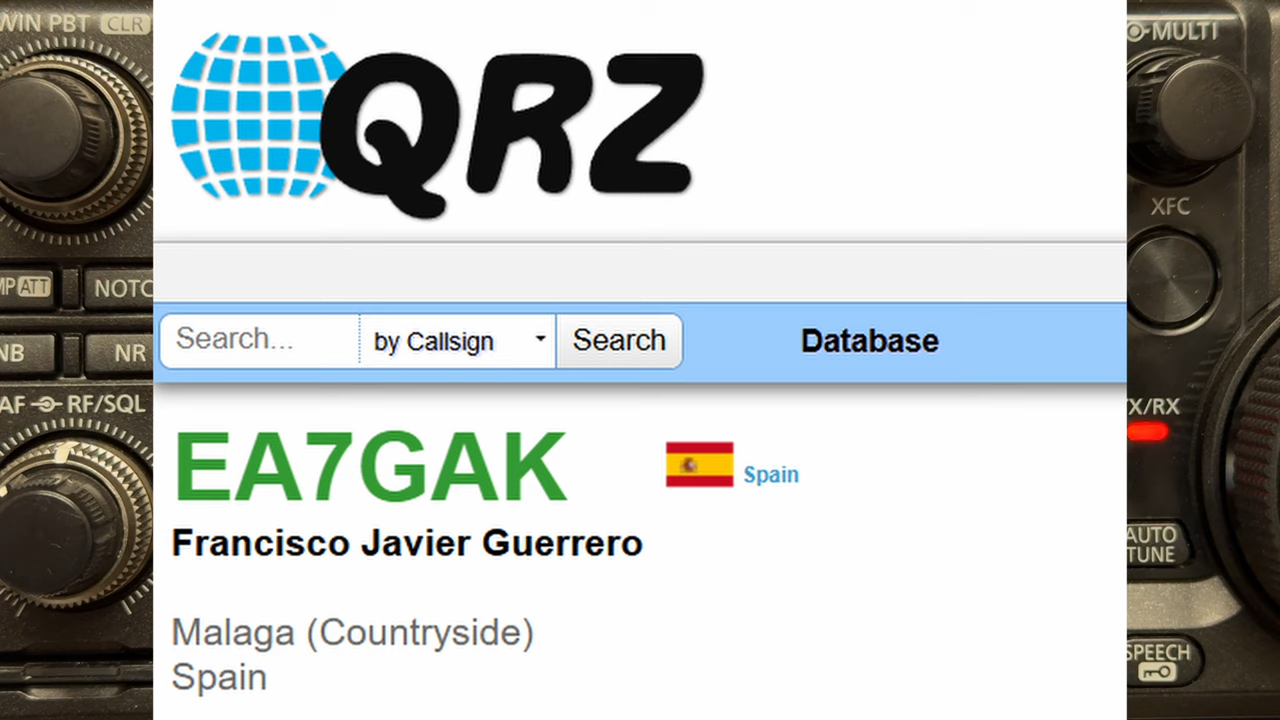 WIN PBT CLR
MULTI
QRZ
XFC
ATT NOTC
Search... by Callsign Search Database
NB NR
AF RF/SQL
X/RX
EA7GAK
Spain
Francisco Javier Guerrero
AUTO
TUNE
Malaga (Countryside)
SPEECH
Spain